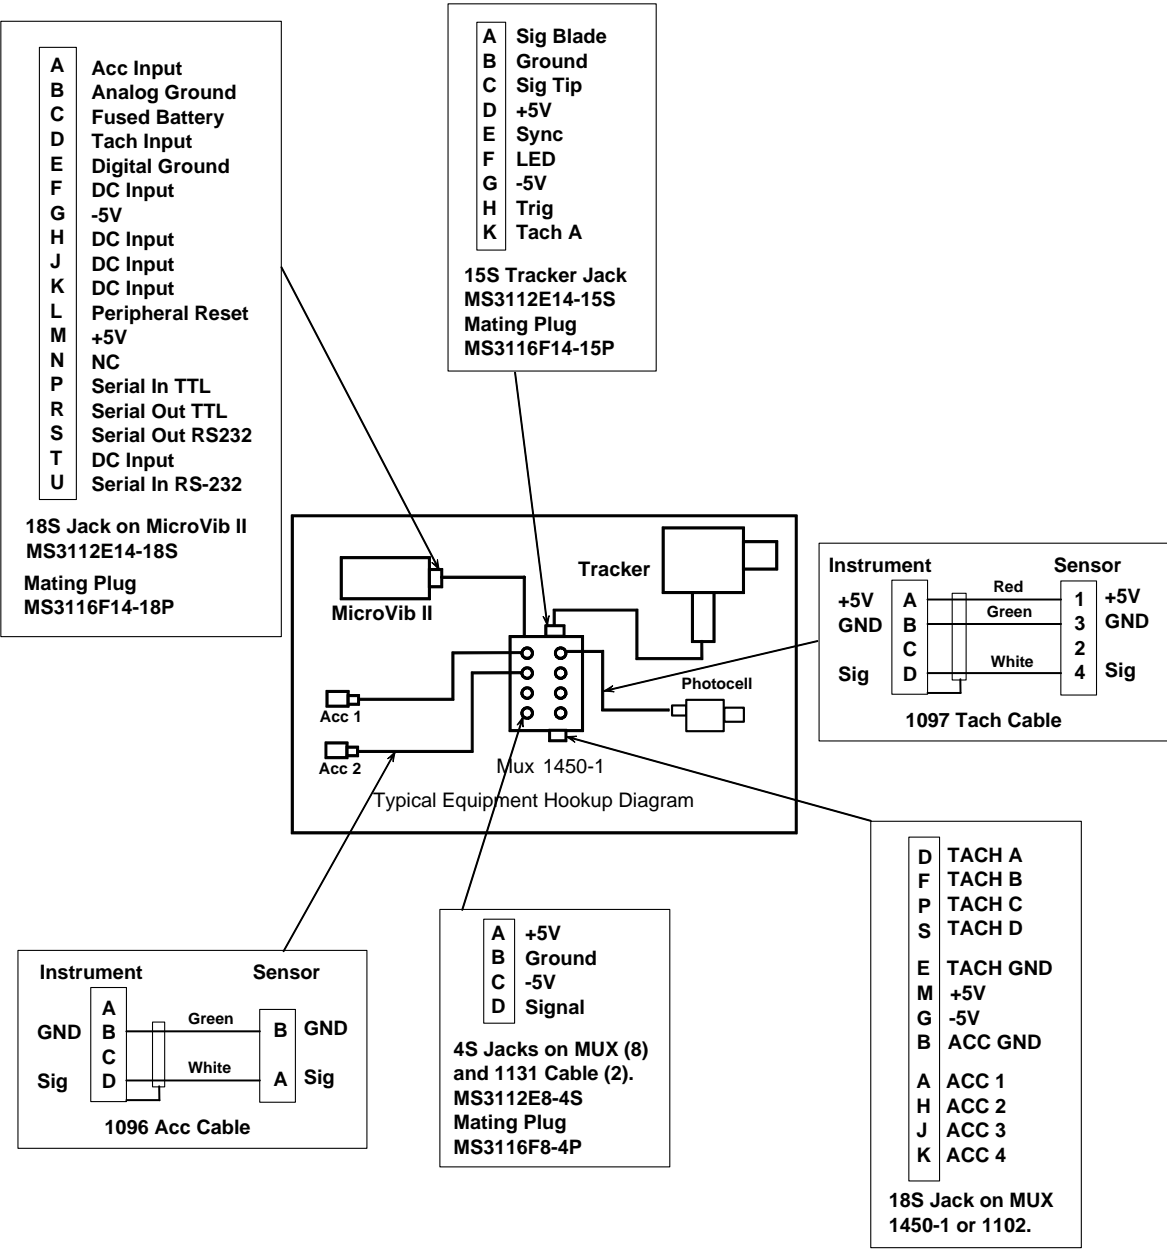 A Acc Input
B Analog Ground
C Fused Battery
D Tach Input
E Digital Ground
F DC Input
G -5V
H DC Input
J DC Input
K DC Input
L Peripheral Reset
M +5V
N NC
P Serial In TTL
R Serial Out TTL
S Serial Out RS232
T DC Input
U Serial In RS-232
18S Jack on MicroVib II
MS3112E14-18S
Mating Plug
MS3116F14-18P
A Sig Blade
B Ground
C Sig Tip
D +5V
E Sync
F LED
G -5V
H Trig
K Tach A
15S Tracker Jack
MS3112E14-15S
Mating Plug
MS3116F14-15P
MicroVib II
Tracker
Acc 1
Acc 2
Photocell
Mux 1450-1
Typical Equipment Hookup Diagram
Instrument Sensor
+5V A Red 1 +5V
GND B Green 3 GND
C 2
Sig D White 4 Sig
1097 Tach Cable
Instrument Sensor
A
GND B Green B GND
C
Sig D White A Sig
1096 Acc Cable
A +5V
B Ground
C -5V
D Signal
4S Jacks on MUX (8)
and 1131 Cable (2).
MS3112E8-4S
Mating Plug
MS3116F8-4P
D TACH A
F TACH B
P TACH C
S TACH D
E TACH GND
M +5V
G -5V
B ACC GND
A ACC 1
H ACC 2
J ACC 3
K ACC 4
18S Jack on MUX
1450-1 or 1102.